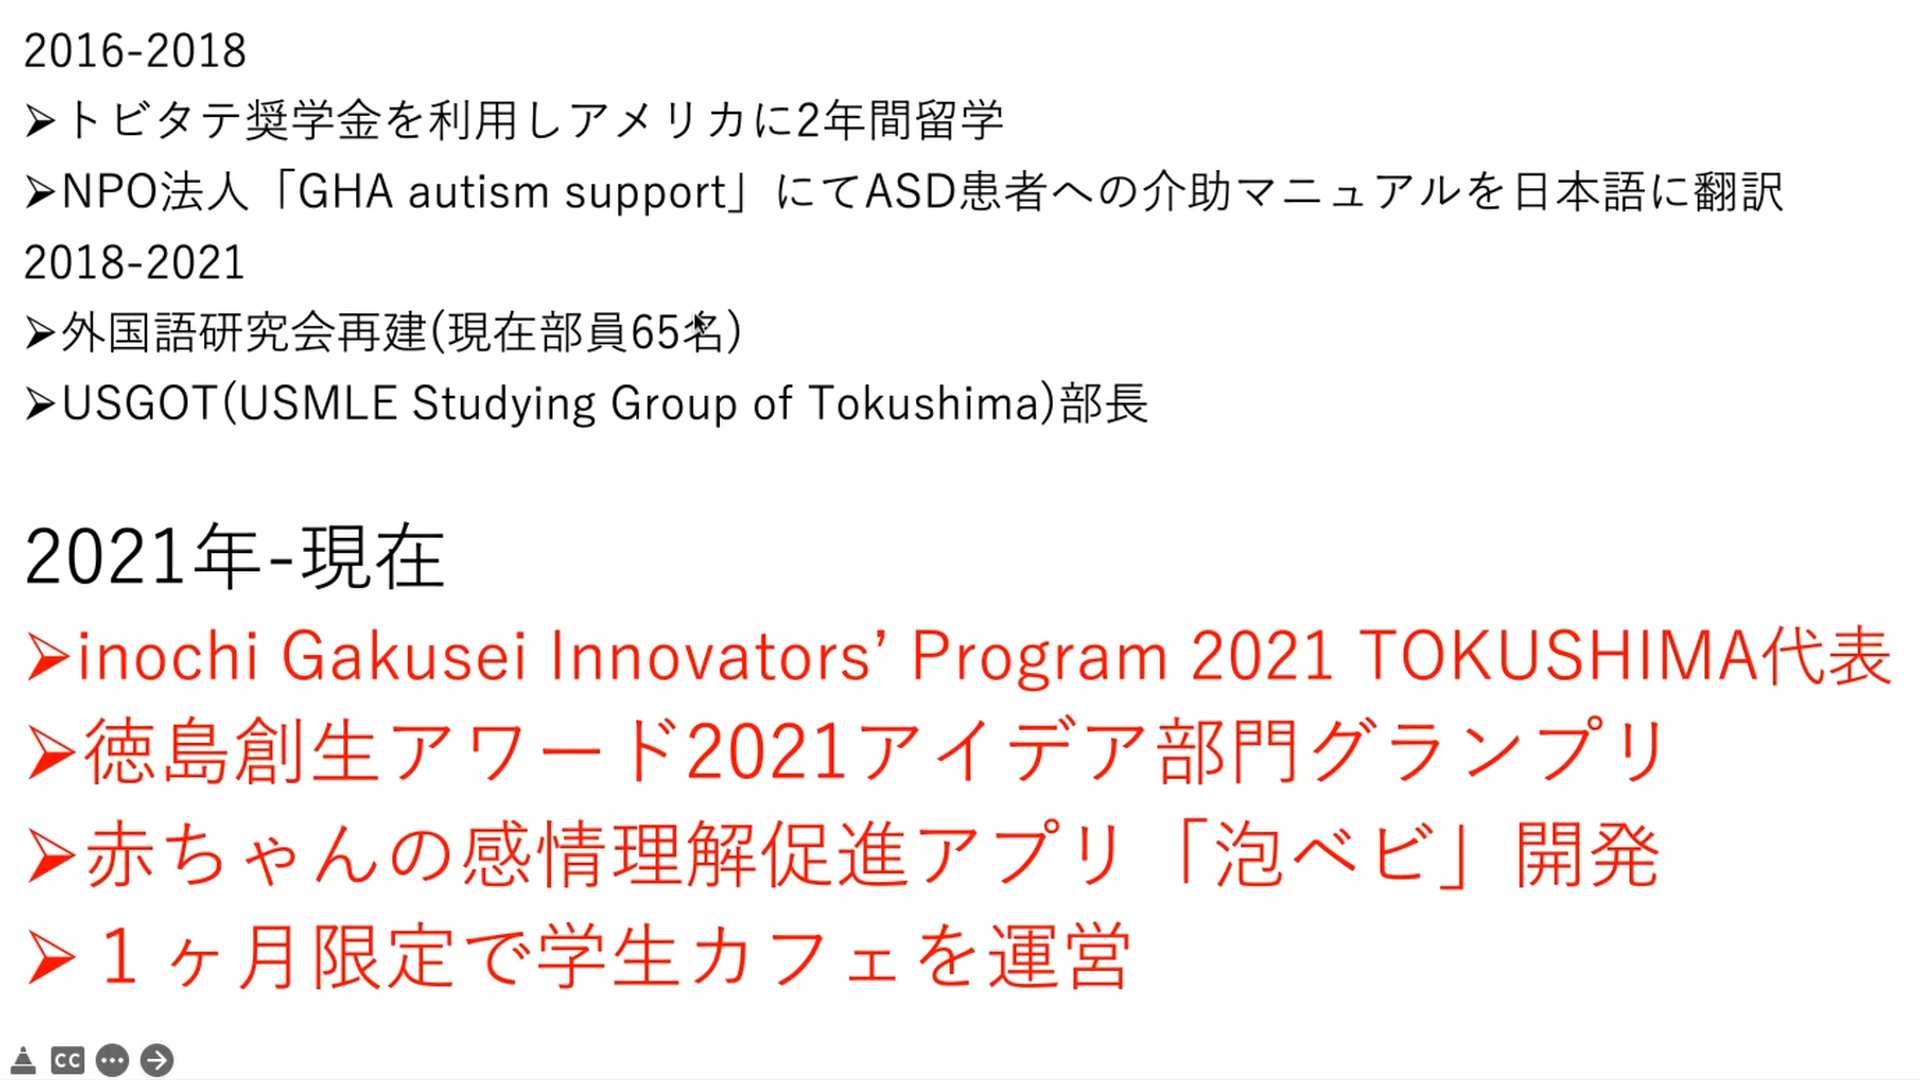 2016-2018
➢トビタテ奨学金を利用しアメリカに2年間留学
➢NPO法人「GHA autism support」にてASD患者への介助マニュアルを日本語に翻訳
2018-2021
➢外国語研究会再建(現在部員65名)
➢USGOT(USMLE Studying Group of Tokushima)部長
2021年-現在
➢inochi Gakusei Innovators’ Program 2021 TOKUSHIMA代表
➢徳島創生アワード2021アイデア部門グランプリ
➢赤ちゃんの感情理解促進アプリ「泡ベビ」開発
➢１ヶ月限定で学生カフェを運営
CC